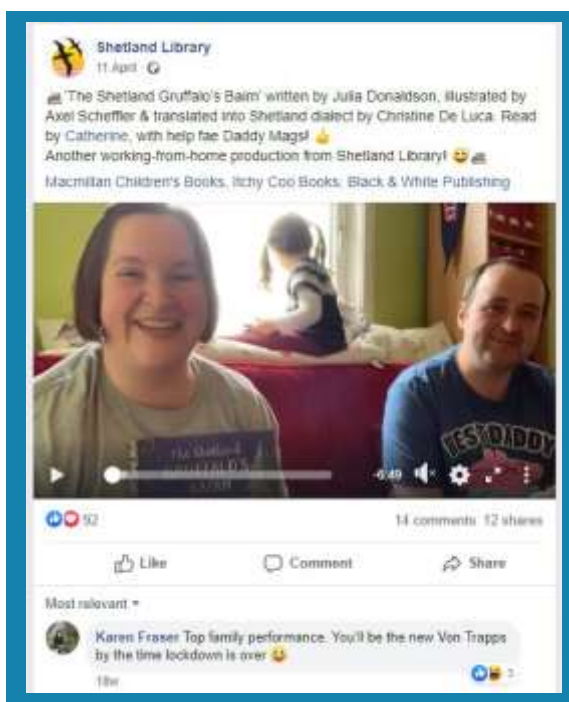 Shetland Library
11 April
'The Shetland Gruffalo's Bairn' written by Julia Donaldson, illustrated by
Axel Scheffler & translated into Shetland dialect by Christine De Luca. Read
by Catherine, with help fae Daddy Mags! 👍
Another working-from-home production from Shetland Library! 😀
Macmillan Children's Books, Itchy Coo Books, Black & White Publishing
The Shetland
GRUFFALO'S
BEST DADDY
-6:49
92
14 comments 12 shares
Like Comment Share
Most relevant
Karen Fraser Top family performance. You'll be the new Von Trapps
by the time lockdown is over 😀
3
18w